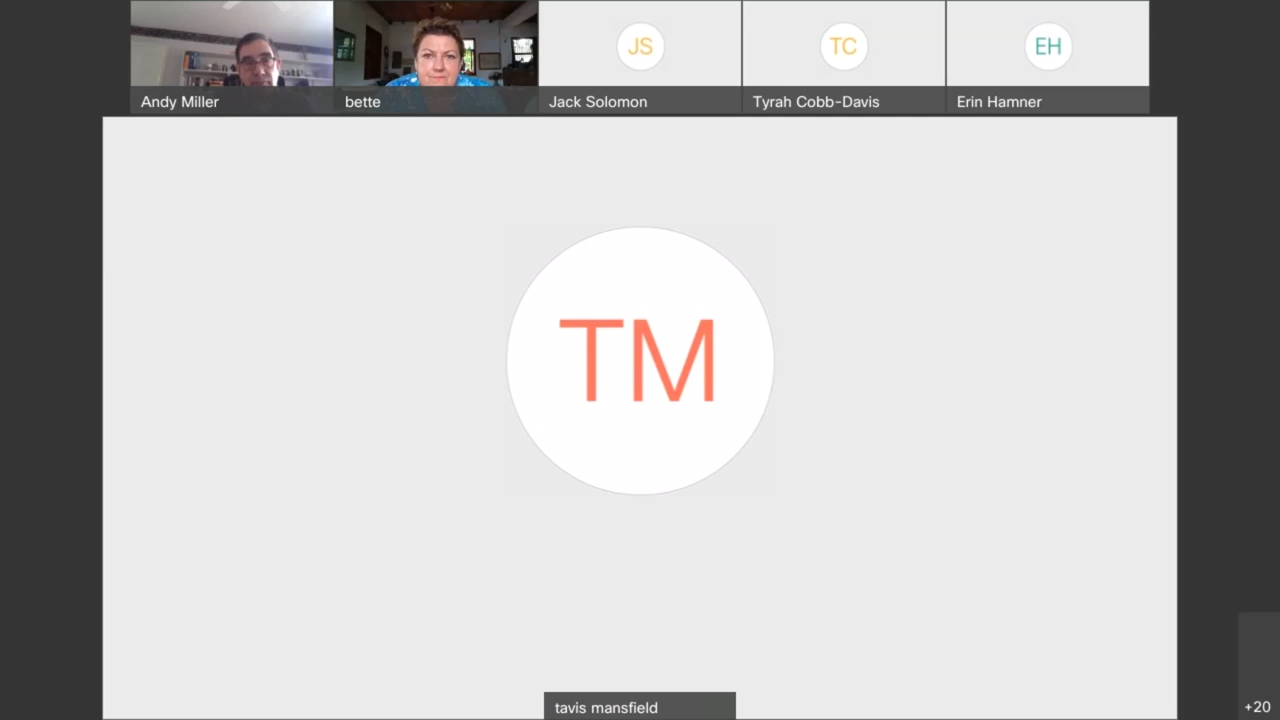 JS
TC
EH
Andy Miller
bette
Jack Solomon
Tyrah Cobb-Davis
Erin Hamner
TM
tavis mansfield
+20